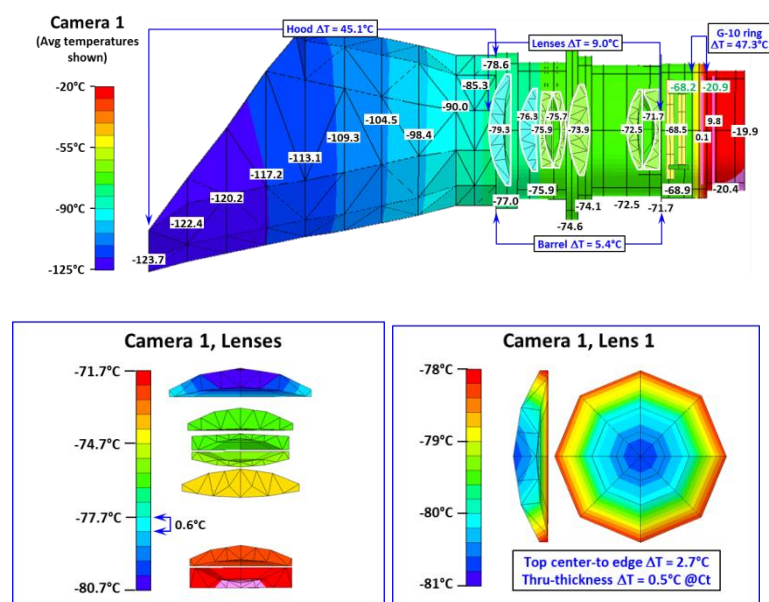 Camera 1
(Avg temperatures
shown)
Hood ΔT = 45.1°C
Lenses ΔT = 9.0°C
G-10 ring
ΔT = 47.3°C
-20°C
-55°C
-90°C
-125°C
-78.6
-85.3
-90.0
-98.4
-104.5
-109.3
-113.1
-117.2
-120.2
-122.4
-123.7
-79.3
-76.3
-75.9
-75.7
-73.9
-72.5
-71.7
-68.5
-68.2
-20.9
9.8
0.1
-19.9
-20.4
-77.0
-75.9
-74.1
-74.6
-72.5
-71.7
-68.9
Barrel ΔT = 5.4°C
Camera 1, Lenses
-71.7°C
-74.7°C
-77.7°C
0.6°C
-80.7°C
Camera 1, Lens 1
-78°C
-79°C
-80°C
-81°C
Top center-to edge ΔT = 2.7°C
Thru-thickness ΔT = 0.5°C @Ct